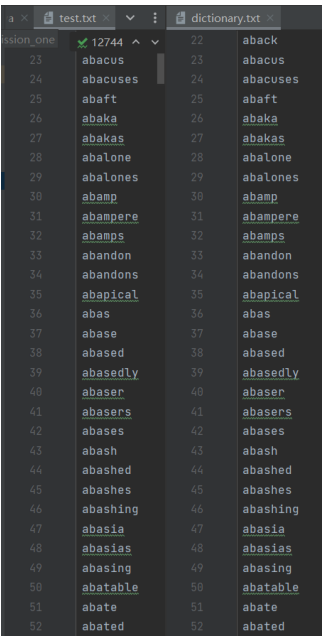 a × test.txt × dictionary.txt ×
ission_one 12744 22 aback
23 abacus 23 abacus
24 abacuses 24 abacuses
25 abaft 25 abaft
26 abaka 26 abaka
27 abakas 27 abakas
28 abalone 28 abalone
29 abalones 29 abalones
30 abamp 30 abamp
31 abampere 31 abampere
32 abamps 32 abamps
33 abandon 33 abandon
34 abandons 34 abandons
35 abapical 35 abapical
36 abas 36 abas
37 abase 37 abase
38 abased 38 abased
39 abasedly 39 abasedly
40 abaser 40 abaser
41 abasers 41 abasers
42 abases 42 abases
43 abash 43 abash
44 abashed 44 abashed
45 abashes 45 abashes
46 abashing 46 abashing
47 abasia 47 abasia
48 abasias 48 abasias
49 abasing 49 abasing
50 abatable 50 abatable
51 abate 51 abate
52 abated 52 abated